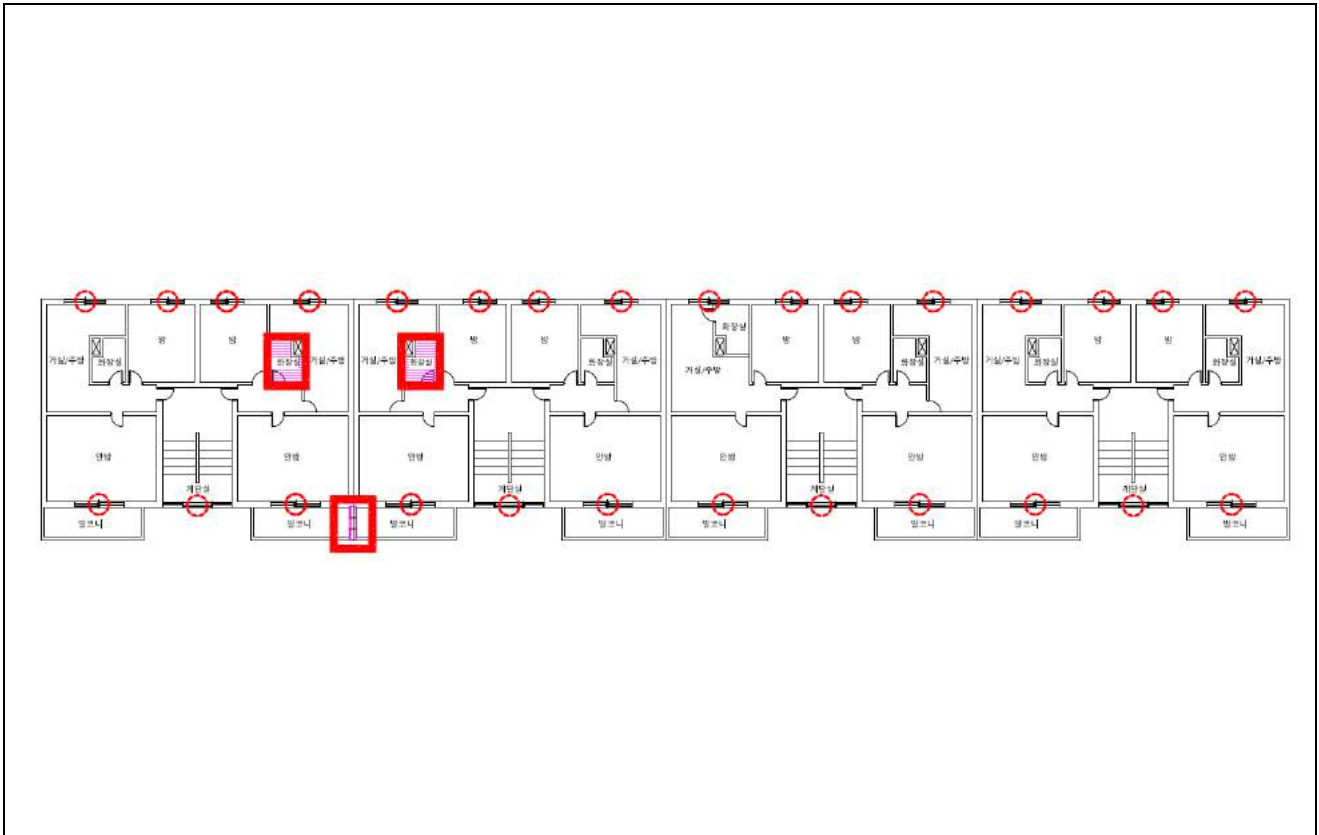 화장실
방 방 방 방 방 방 방 방
거실/주방 화장실 화장실 거실/주방 거실/주방 화장실 화장실 거실/주방 화장실 거실/주방 거실/주방 화장실 화장실 거실/주방
거실/주방
안방 안방 안방 안방 안방 안방 안방 안방
계단실 계단실 계단실 계단실
발코니 발코니 발코니 발코니 발코니 발코니 발코니 발코니